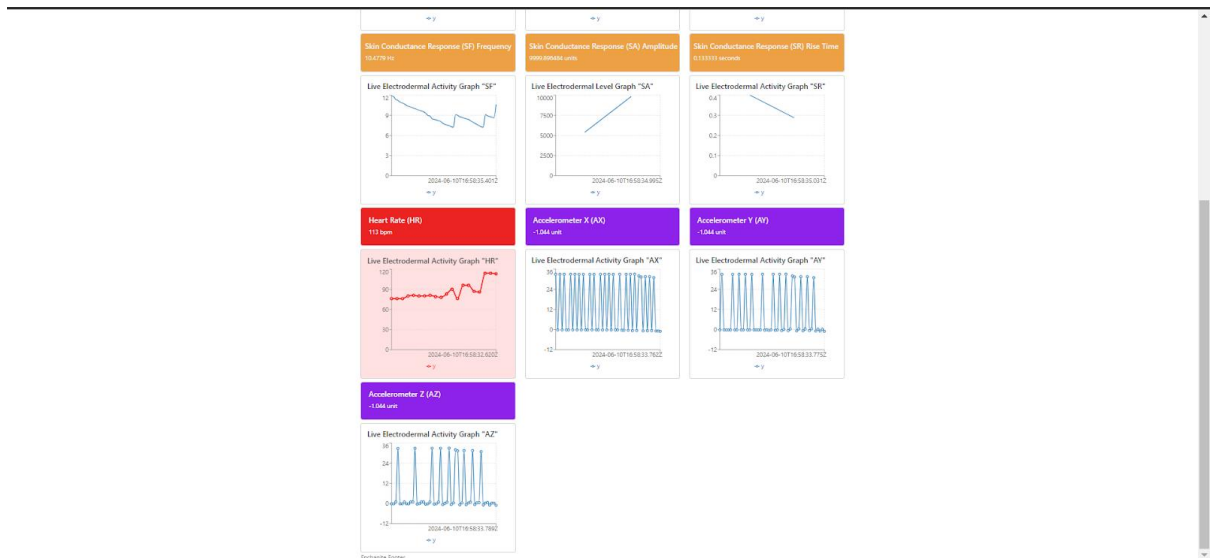 y
y
y
Skin Conductance Response (SF) Frequency
10.4778 Hz
Skin Conductance Response (SA) Amplitude
9999.896484 units
Skin Conductance Response (SR) Rise Time
0.133333 seconds
Live Electrodermal Activity Graph "SF"
12
9
6
3
0
2024-06-10T16:58:35.401Z
y
Live Electrodermal Level Graph "SA"
10000
7500
5000
2500
0
2024-06-10T16:58:34.995Z
y
Live Electrodermal Activity Graph "SR"
0.4
0.3
0.2
0.1
0
2024-06-10T16:58:35.031Z
y
Heart Rate (HR)
113 bpm
Accelerometer X (AX)
-1.044 unit
Accelerometer Y (AY)
-1.044 unit
Live Electrodermal Activity Graph "HR"
120
90
60
30
0
2024-06-10T16:58:32.620Z
y
Live Electrodermal Activity Graph "AX"
36
24
12
0
-12
2024-06-10T16:58:33.762Z
y
Live Electrodermal Activity Graph "AY"
36
24
12
0
-12
2024-06-10T16:58:33.775Z
y
Accelerometer Z (AZ)
-1.044 unit
Live Electrodermal Activity Graph "AZ"
36
24
12
0
-12
2024-06-10T16:58:33.789Z
y